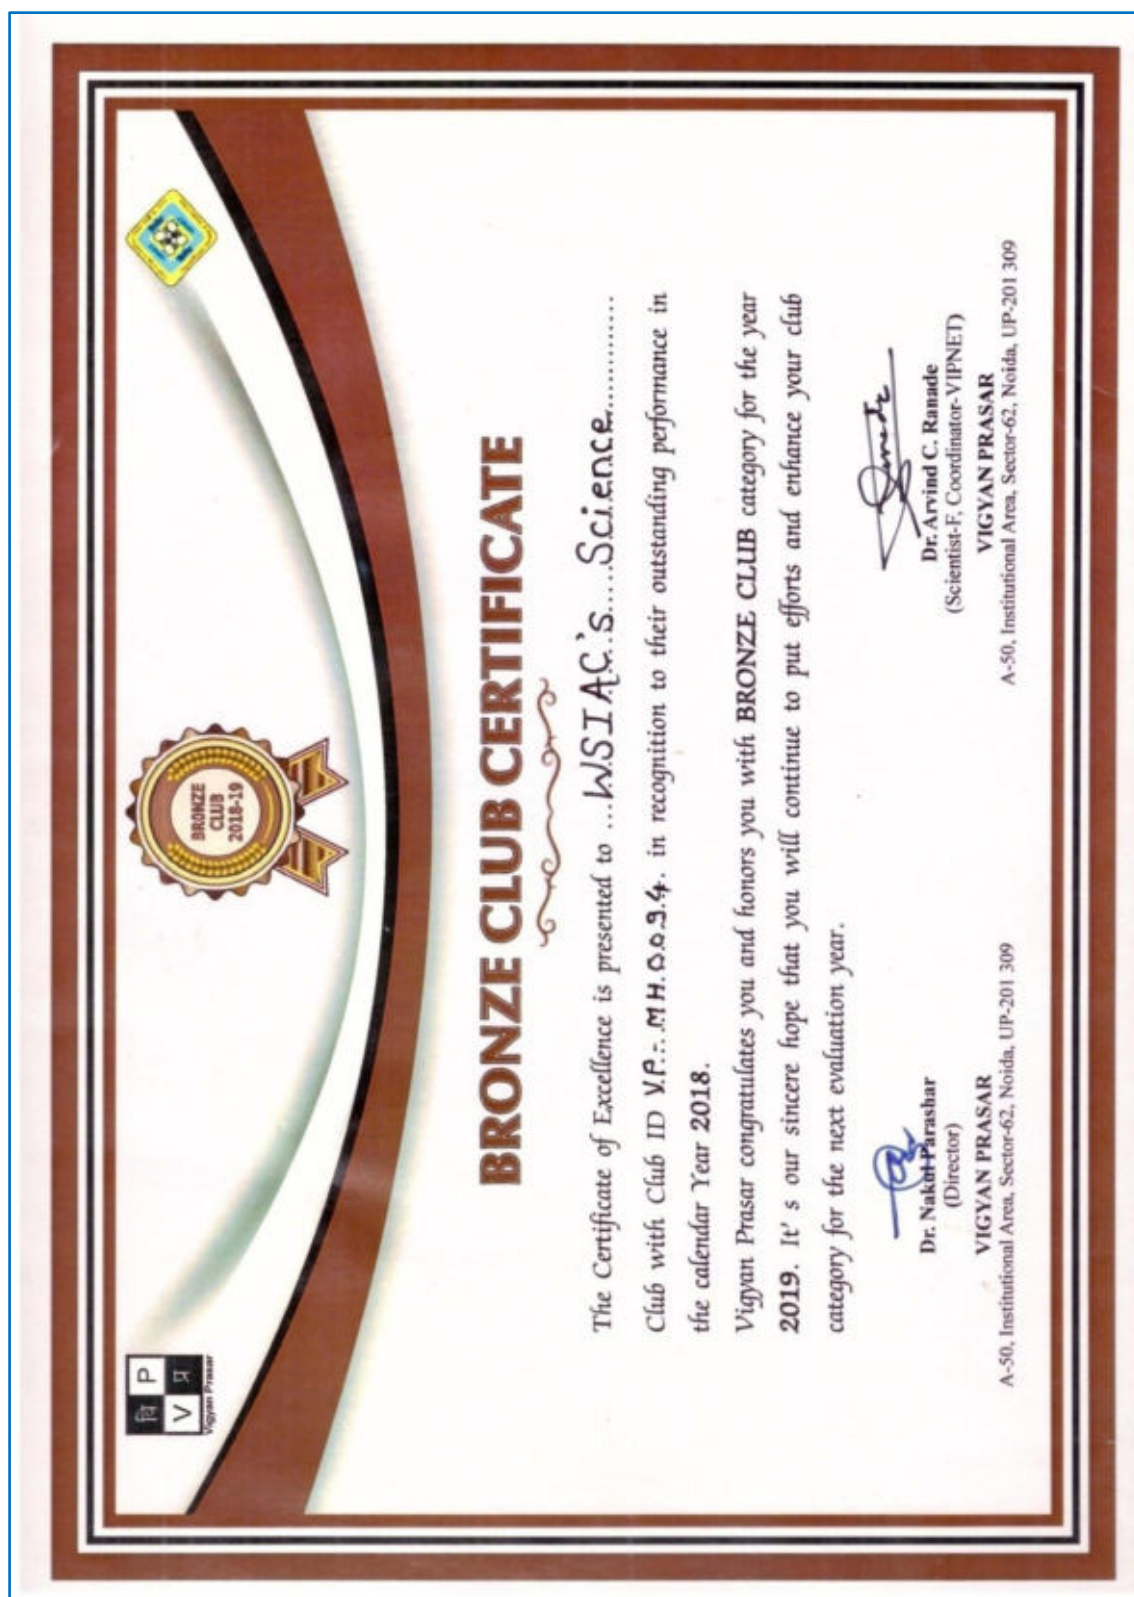 वि P
V प्र
Vigyan Prasar
BRONZE
CLUB
2018-19
BRONZE CLUB CERTIFICATE
The Certificate of Excellence is presented to ...WSIAC's.....Science..............
Club with Club ID V.P.-.MH.0.0.9.4. in recognition to their outstanding performance in
the calendar Year 2018.
Vigyan Prasar congratulates you and honors you with BRONZE CLUB category for the year
2019. It' s our sincere hope that you will continue to put efforts and enhance your club
category for the next evaluation year.
Dr. Nakul Parashar
(Director)
VIGYAN PRASAR
A-50, Institutional Area, Sector-62, Noida, UP-201 309
Dr. Arvind C. Ranade
(Scientist-F, Coordinator-VIPNET)
VIGYAN PRASAR
A-50, Institutional Area, Sector-62, Noida, UP-201 309